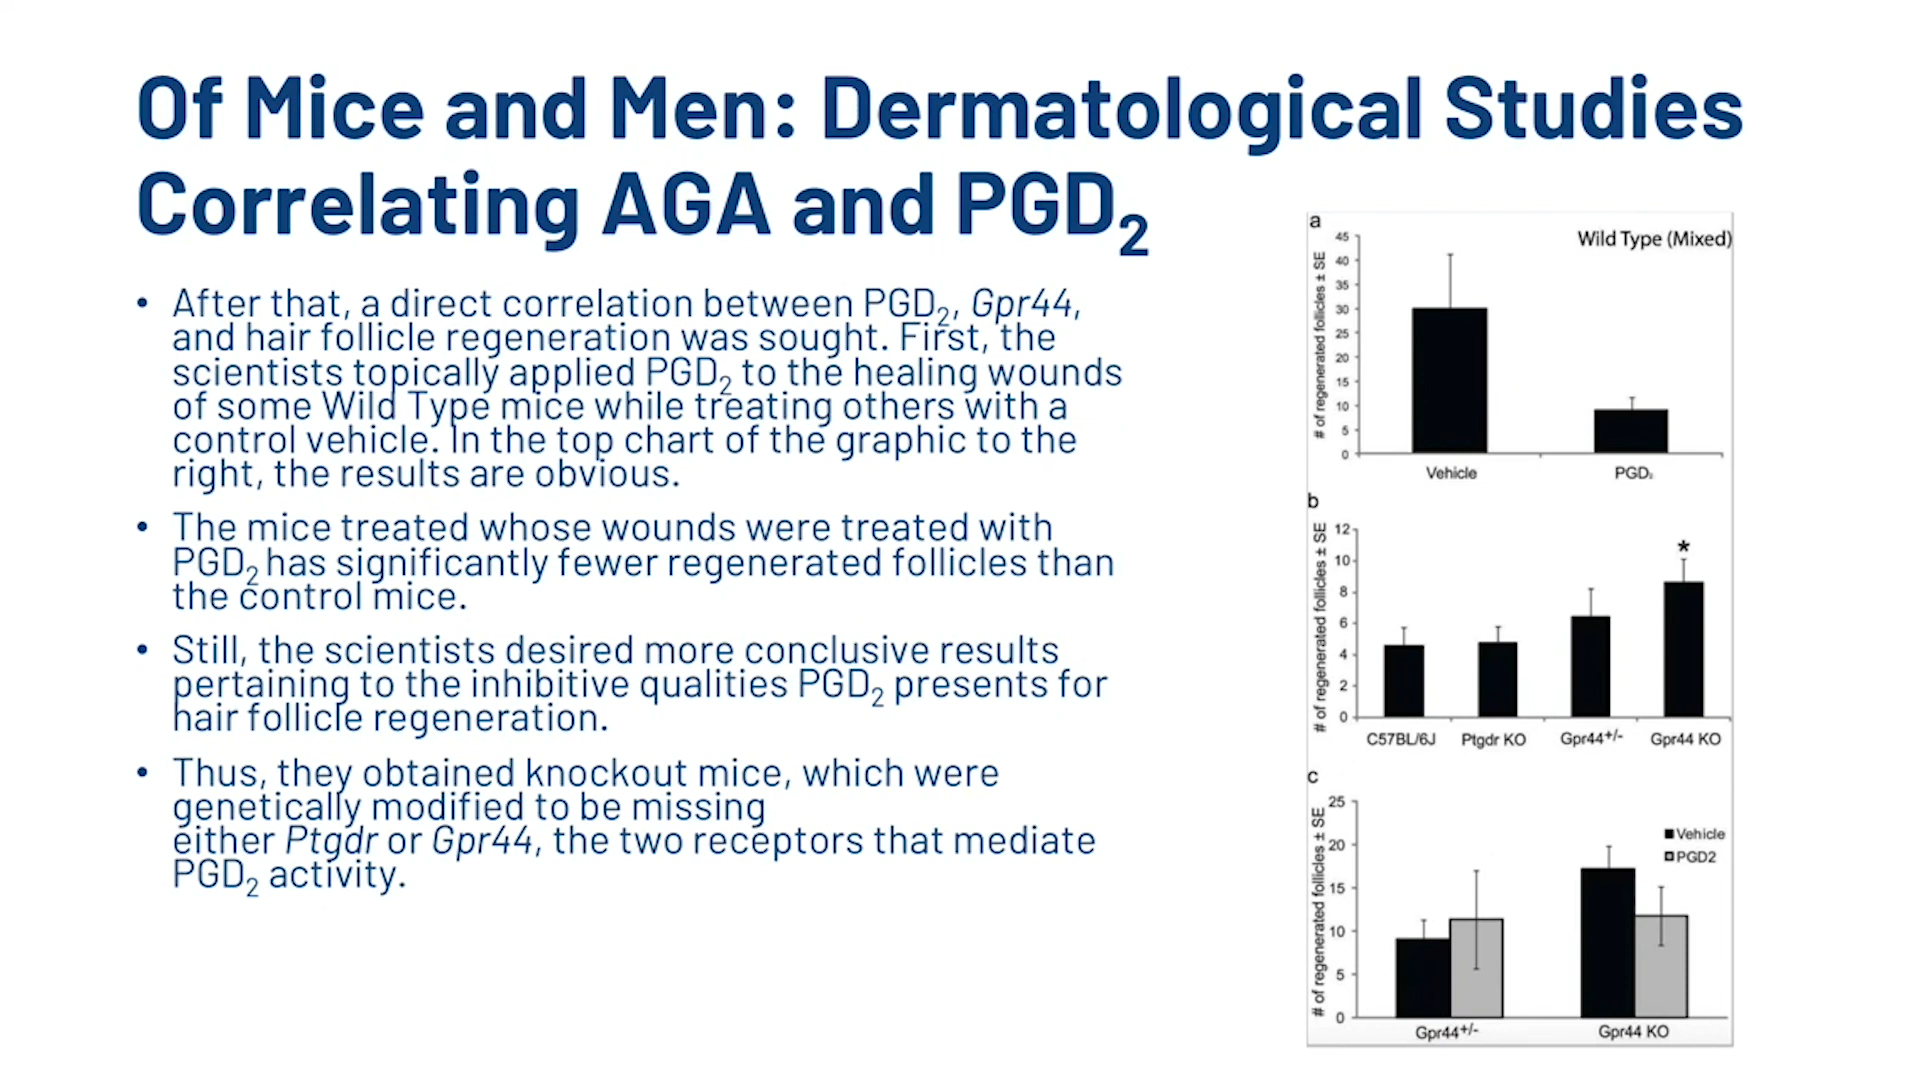 Of Mice and Men: Dermatological Studies
Correlating AGA and PGD₂
• After that, a direct correlation between PGD₂, Gpr44,
and hair follicle regeneration was sought. First, the
scientists topically applied PGD₂ to the healing wounds
of some Wild Type mice while treating others with a
control vehicle. In the top chart of the graphic to the
right, the results are obvious.
• The mice treated whose wounds were treated with
PGD₂ has significantly fewer regenerated follicles than
the control mice.
• Still, the scientists desired more conclusive results
pertaining to the inhibitive qualities PGD₂ presents for
hair follicle regeneration.
• Thus, they obtained knockout mice, which were
genetically modified to be missing
either Ptgdr or Gpr44, the two receptors that mediate
PGD₂ activity.
a
Wild Type (Mixed)
# of regenerated follicles ± SE
45
40
35
30
25
20
15
10
5
0
Vehicle PGD₂
b
# of regenerated follicles ± SE
12
10
8
6
4
2
0
*
C57BL/6J Ptgdr KO Gpr44+/- Gpr44 KO
c
# of regenerated follicles ± SE
25
20
15
10
5
0
Vehicle
PGD2
Gpr44+/- Gpr44 KO